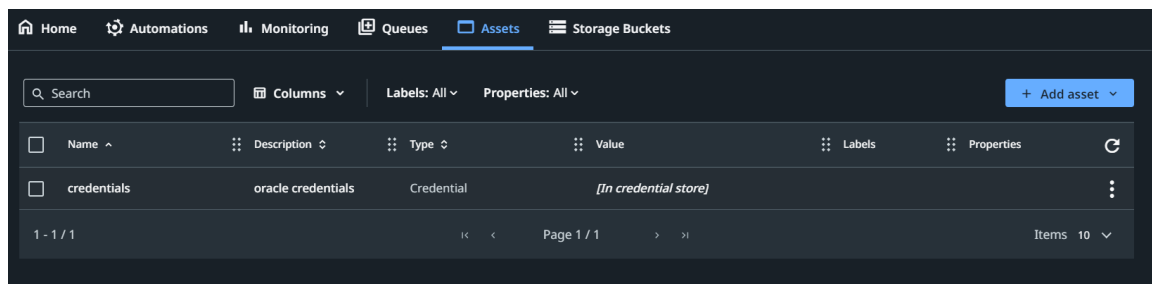 Home Automations Monitoring Queues Assets Storage Buckets
Search Columns Labels: All Properties: All + Add asset
Name Description Type Value Labels Properties
credentials oracle credentials Credential [In credential store]
1 - 1 / 1 Page 1 / 1 Items 10